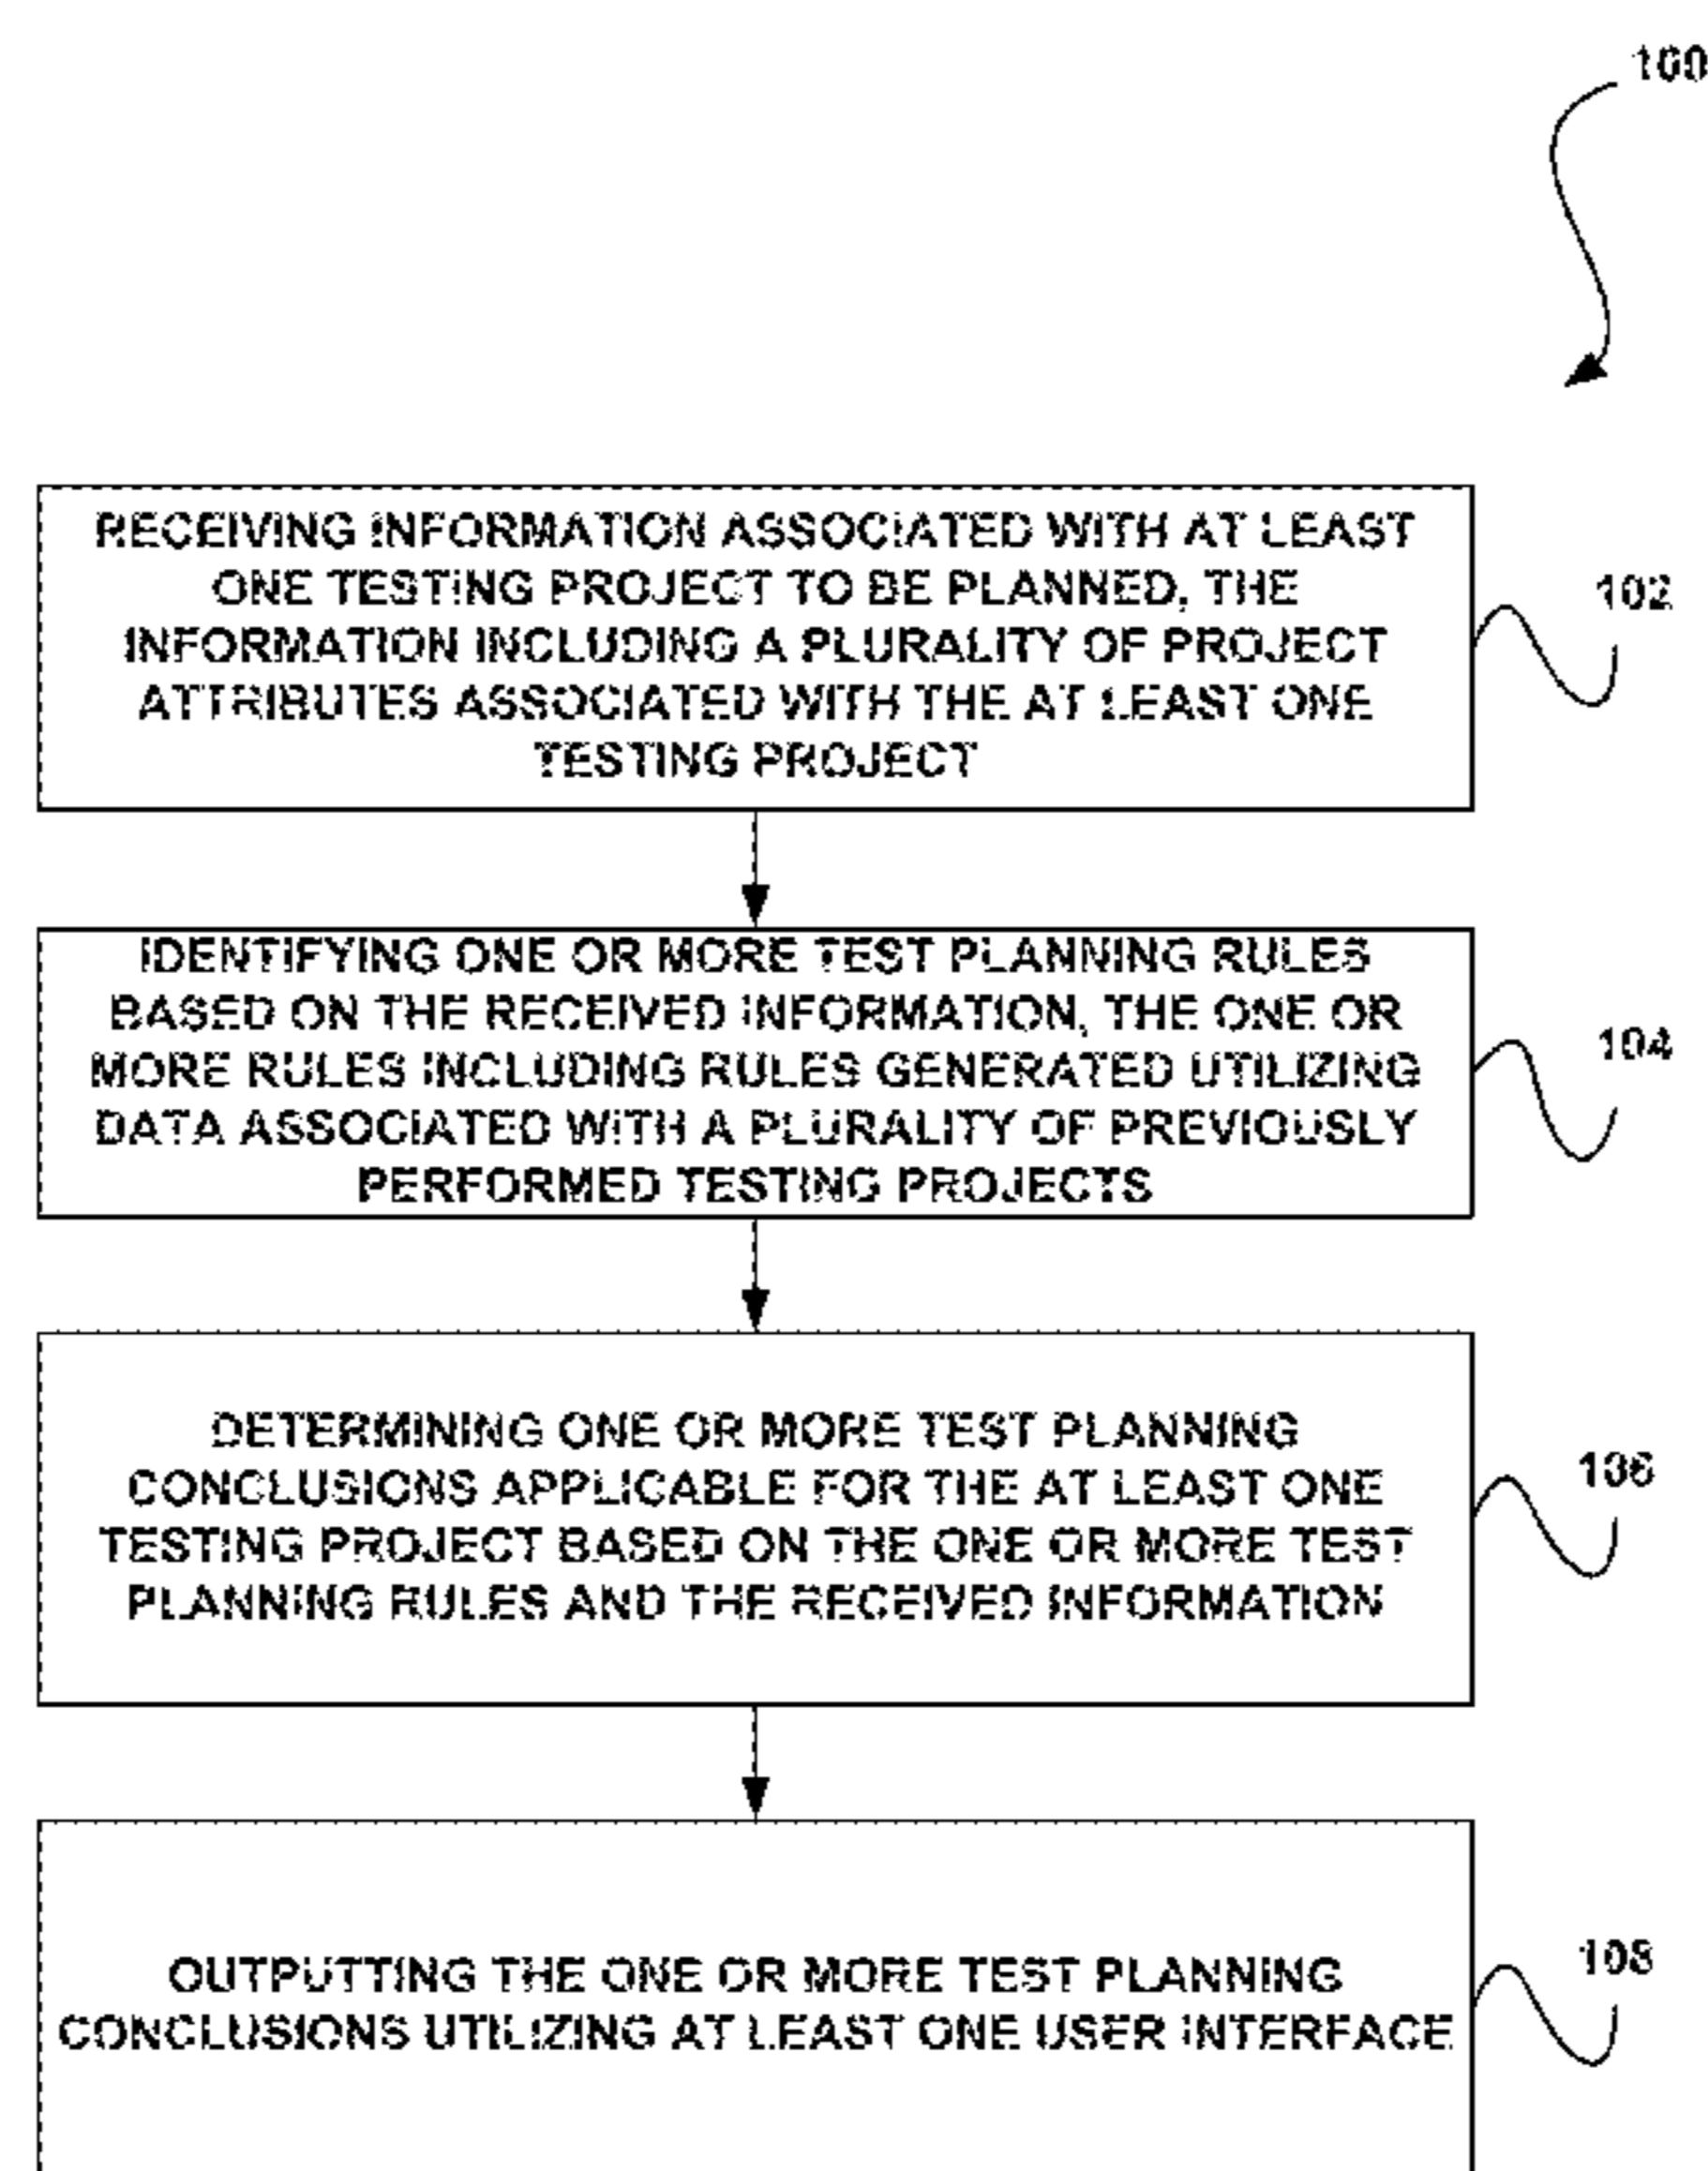 100
RECEIVING INFORMATION ASSOCIATED WITH AT LEAST
ONE TESTING PROJECT TO BE PLANNED, THE
INFORMATION INCLUDING A PLURALITY OF PROJECT
ATTRIBUTES ASSOCIATED WITH THE AT LEAST ONE
TESTING PROJECT
102
IDENTIFYING ONE OR MORE TEST PLANNING RULES
BASED ON THE RECEIVED INFORMATION, THE ONE OR
MORE RULES INCLUDING RULES GENERATED UTILIZING
DATA ASSOCIATED WITH A PLURALITY OF PREVIOUSLY
PERFORMED TESTING PROJECTS
104
DETERMINING ONE OR MORE TEST PLANNING
CONCLUSIONS APPLICABLE FOR THE AT LEAST ONE
TESTING PROJECT BASED ON THE ONE OR MORE TEST
PLANNING RULES AND THE RECEIVED INFORMATION
106
OUTPUTTING THE ONE OR MORE TEST PLANNING
CONCLUSIONS UTILIZING AT LEAST ONE USER INTERFACE
108